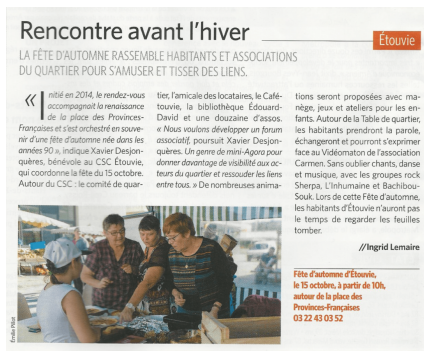 Rencontre avant l'hiver
Étouvie
LA FÊTE D'AUTOMNE RASSEMBLE HABITANTS ET ASSOCIATIONS
DU QUARTIER POUR S'AMUSER ET TISSER DES LIENS.
« Initié en 2014, le rendez-vous
accompagnait la renaissance
de la place des Provinces-
Françaises et s'est orchestré en souve-
nir d'une fête d'automne née dans les
années 90 », indique Xavier Desjon-
quères, bénévole au CSC Étouvie,
qui coordonne la fête du 15 octobre.
Autour du CSC : le comité de quar-
tier, l'amicale des locataires, le Café-
touvie, la bibliothèque Édouard-
David et une douzaine d'assos.
« Nous voulons développer un forum
associatif, poursuit Xavier Desjon-
quères. Un genre de mini-Agora pour
donner davantage de visibilité aux ac-
teurs du quartier et ressouder les liens
entre tous. » De nombreuses anima-
tions seront proposées avec ma-
nège, jeux et ateliers pour les en-
fants. Autour de la Table de quartier,
les habitants prendront la parole,
échangeront et pourront s'exprimer
face au Vidéomaton de l'association
Carmen. Sans oublier chants, danse
et musique, avec les groupes rock
Sherpa, L'Inhumaine et Bachibou-
Souk. Lors de cette Fête d'automne,
les habitants d'Étouvie n'auront pas
le temps de regarder les feuilles
tomber.
//Ingrid Lemaire
Fête d'automne d'Étouvie,
le 15 octobre, à partir de 10h,
autour de la place des
Provinces-Françaises
03 22 43 03 52